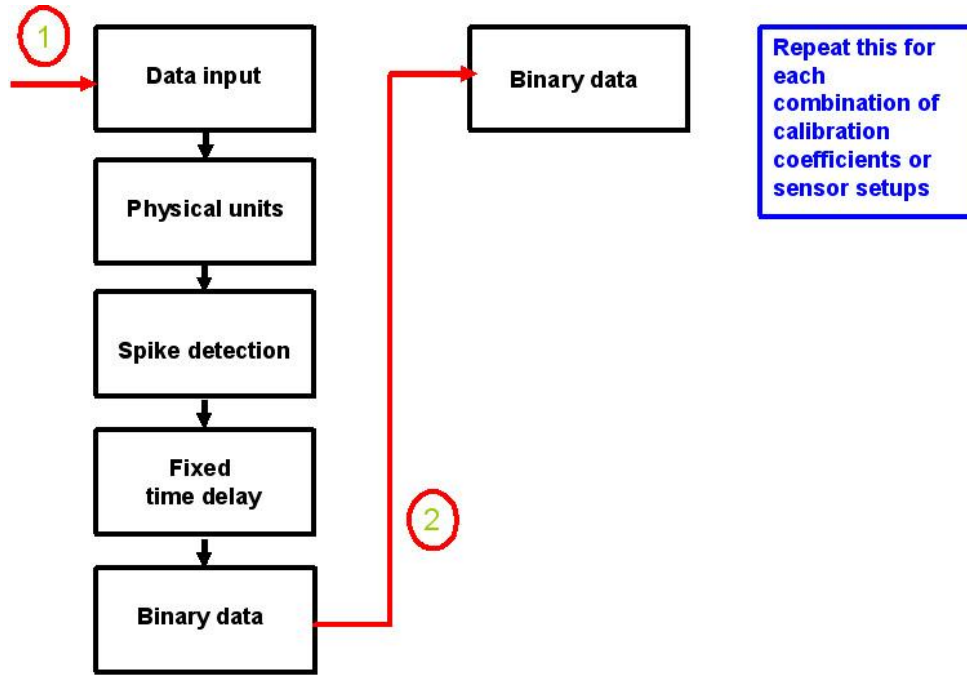 1
Data input
Physical units
Spike detection
Fixed
time delay
Binary data
2
Binary data
Repeat this for
each
combination of
calibration
coefficients or
sensor setups